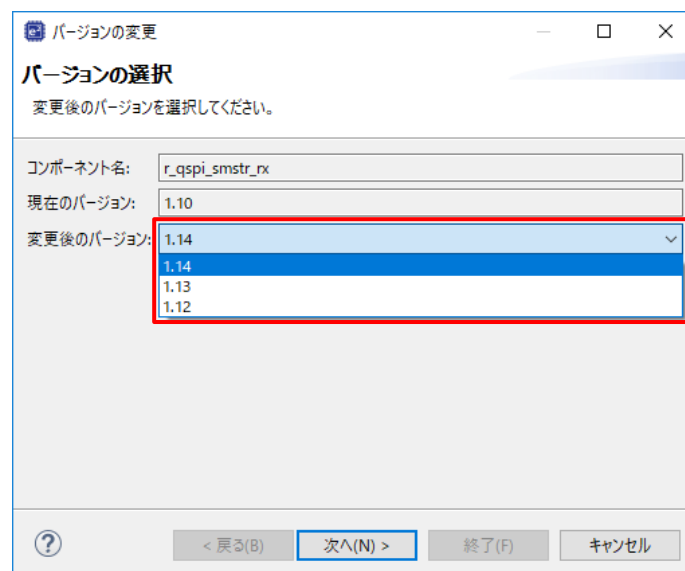 バージョンの変更
バージョンの選択
変更後のバージョンを選択してください。
コンポーネント名: r_qspi_smstr_rx
現在のバージョン: 1.10
変更後のバージョン: 1.14
1.14
1.13
1.12
< 戻る(B) 次へ(N) > 終了(F) キャンセル